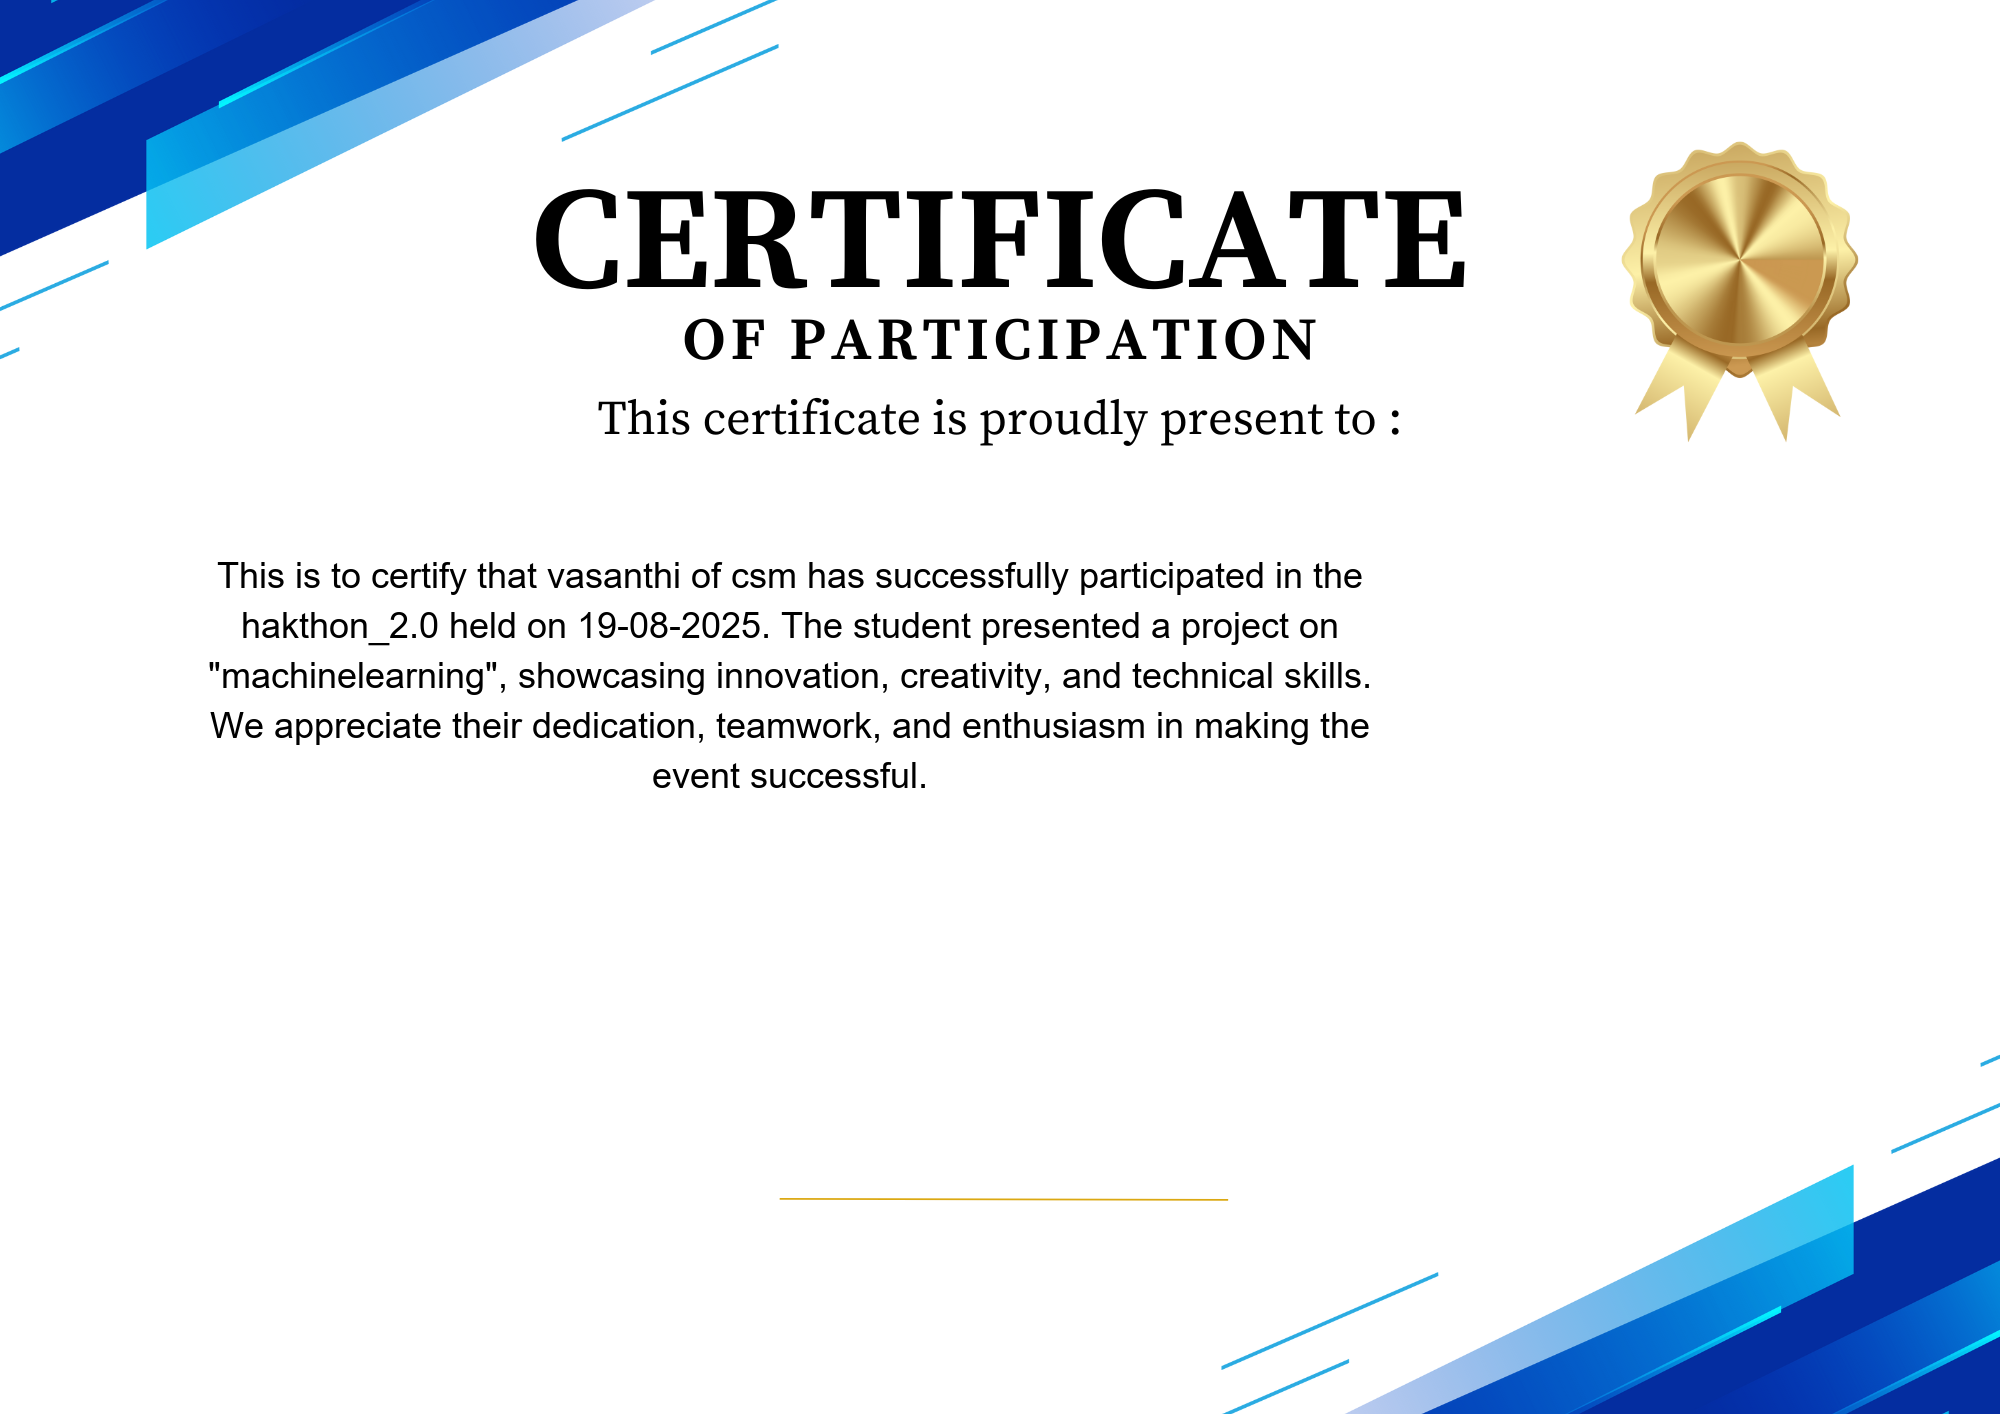 CERTIFICATE
OF PARTICIPATION
This certificate is proudly present to :
This is to certify that vasanthi of csm has successfully participated in the
hakthon_2.0 held on 19-08-2025. The student presented a project on
"machinelearning", showcasing innovation, creativity, and technical skills.
We appreciate their dedication, teamwork, and enthusiasm in making the
event successful.